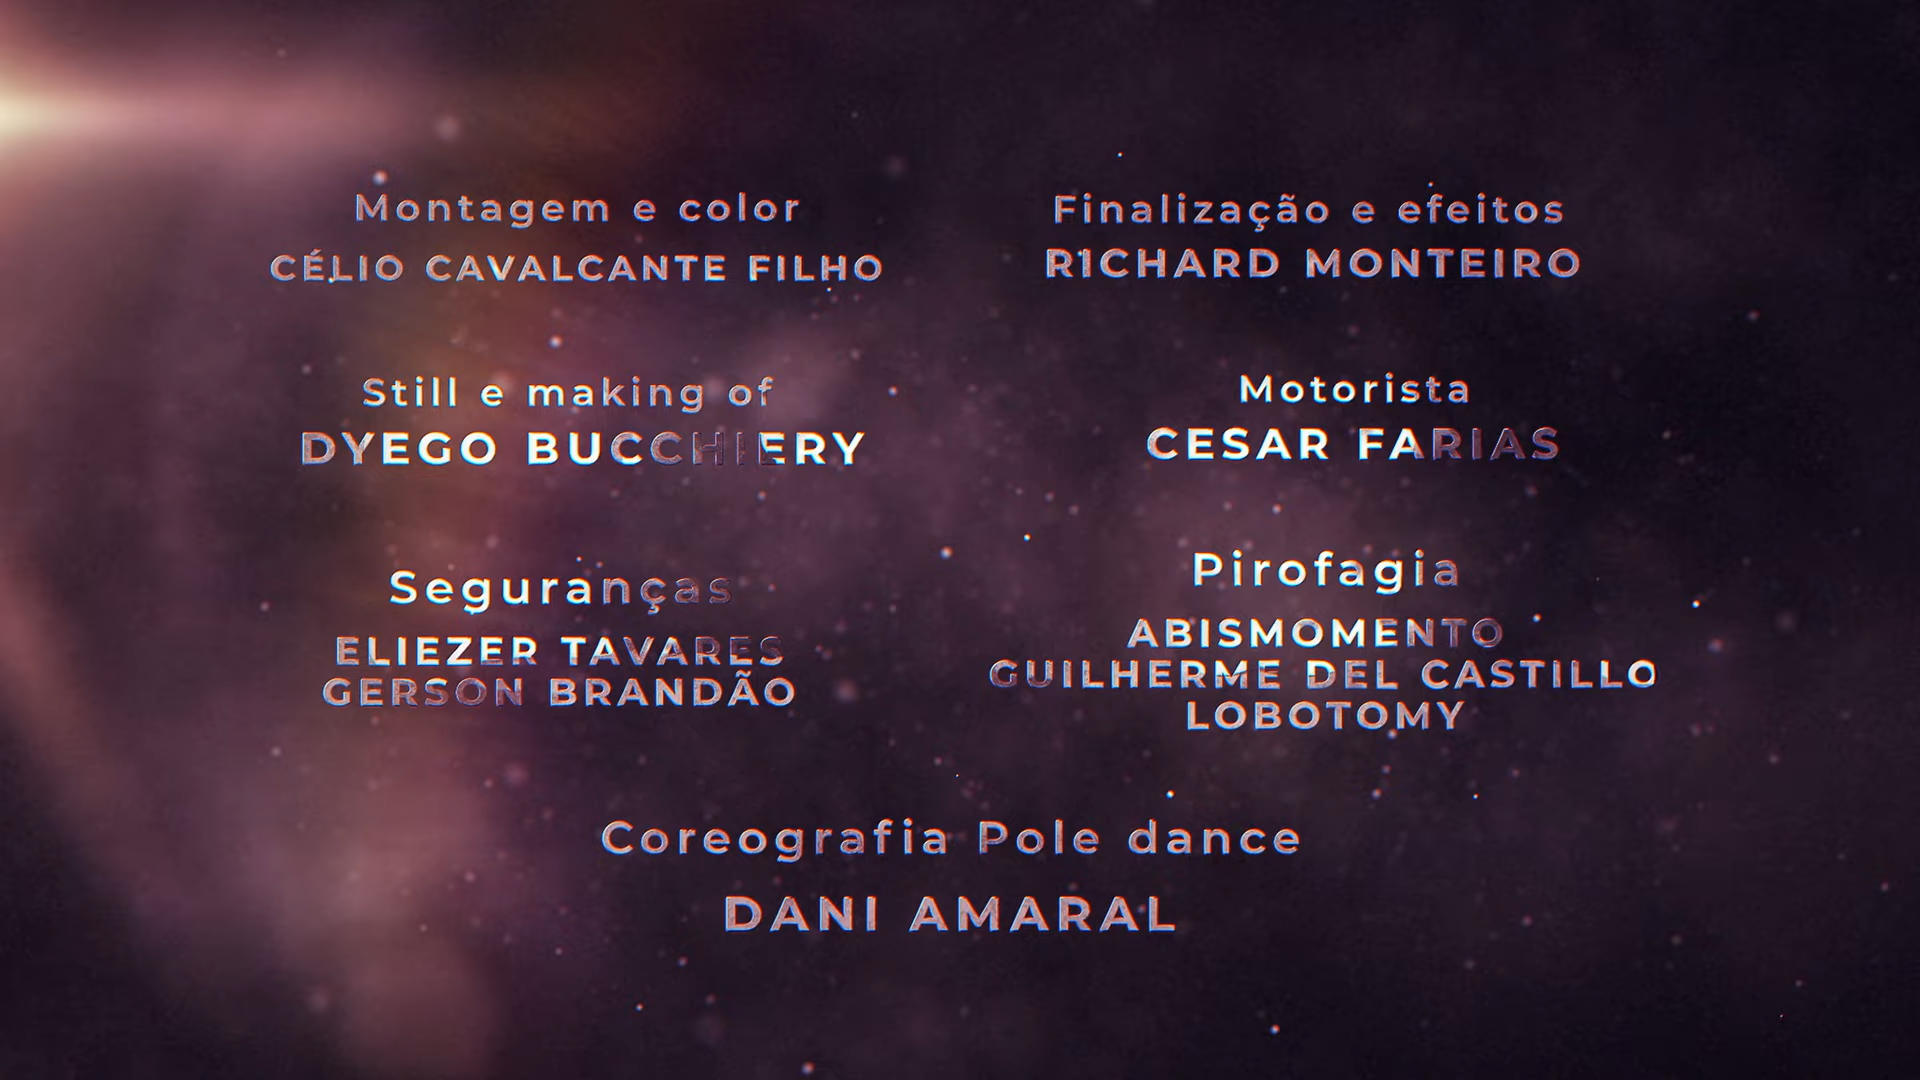 Montagem e color
CÉLIO CAVALCANTE FILHO
Finalização e efeitos
RICHARD MONTEIRO
Still e making of
DYEGO BUCCHIERY
Motorista
CESAR FARIAS
Seguranças
ELIEZER TAVARES
GERSON BRANDÃO
Pirofagia
ABISMOMENTO
GUILHERME DEL CASTILLO
LOBOTOMY
Coreografia Pole dance
DANI AMARAL